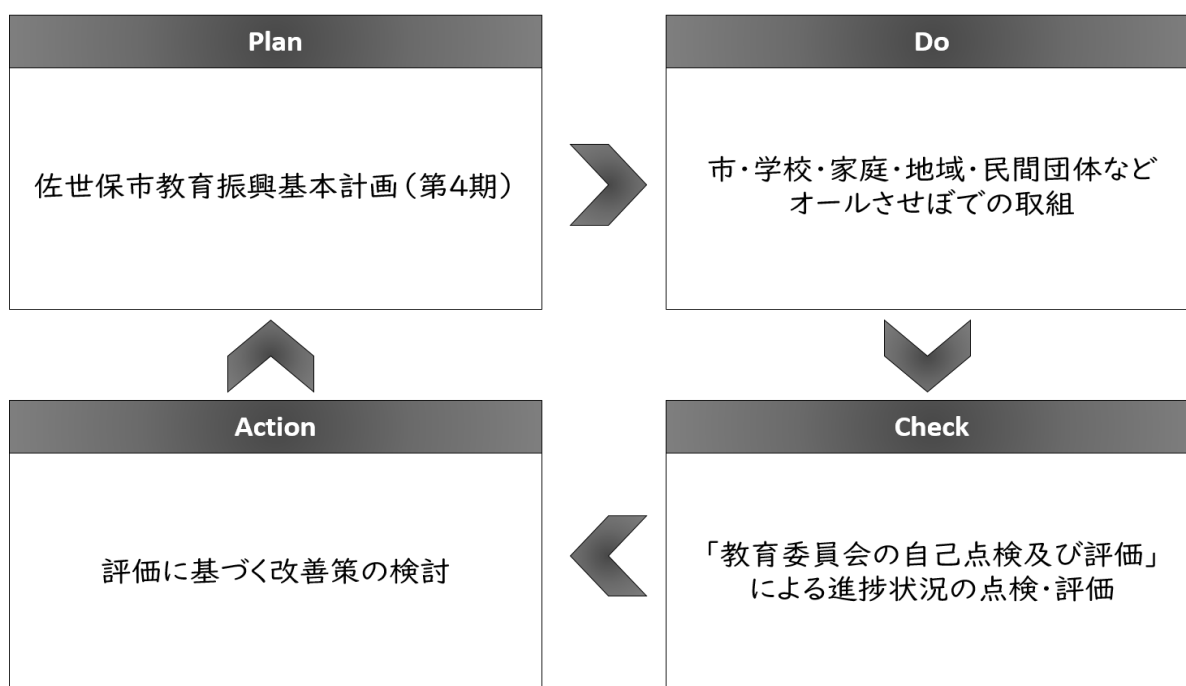 Plan
佐世保市教育振興基本計画（第4期）
Do
市・学校・家庭・地域・民間団体など
オールさせぼでの取組
Action
評価に基づく改善策の検討
Check
「教育委員会の自己点検及び評価」
による進捗状況の点検・評価